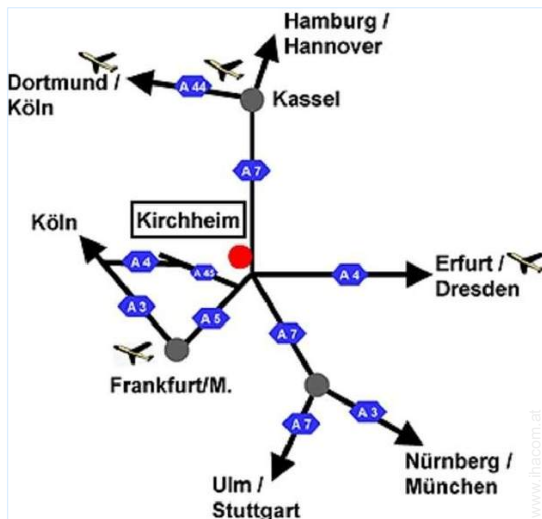 Hamburg /
Hannover
Dortmund /
Köln
A 44
Kassel
A 7
Kirchheim
Köln
A 4
A 45
Erfurt /
Dresden
A 4
A 3
A 5
A 7
Frankfurt/M.
A 7
A 3
Nürnberg /
München
Ulm /
Stuttgart
www.ihacom.at